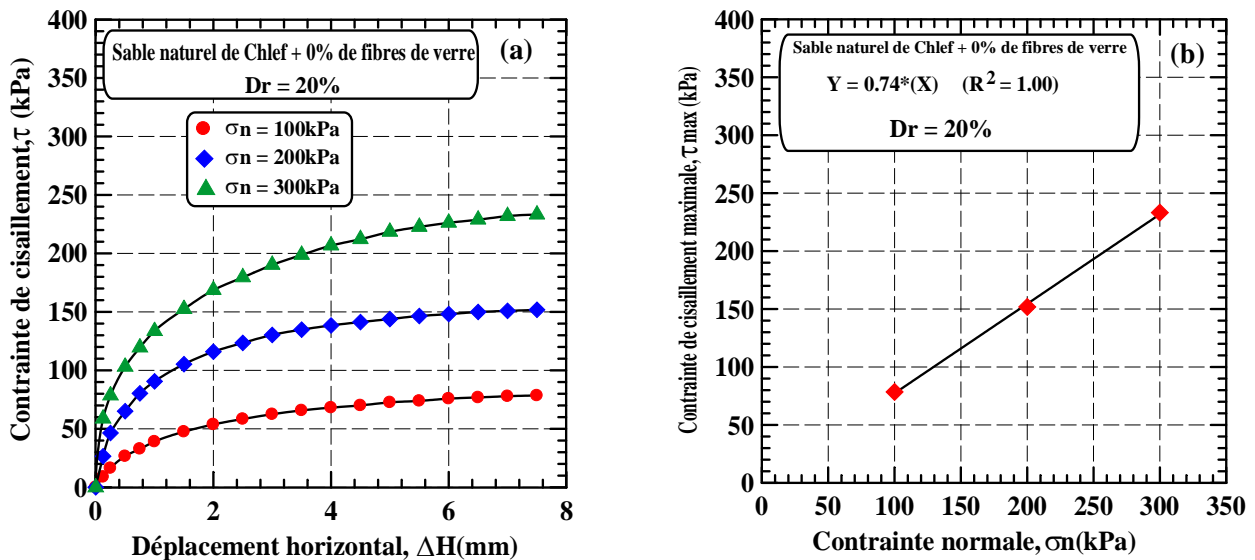 400
350
300
250
200
150
100
50
0
0
2
4
6
8
Contrainte de cisaillement,τ (kPa)
Déplacement horizontal, ΔH(mm)
Sable naturel de Chlef + 0% de fibres de verre
Dr = 20%
(a)
σn = 100kPa
σn = 200kPa
σn = 300kPa
400
350
300
250
200
150
100
50
0
0
50
100
150
200
250
300
350
Contrainte de cisaellement maximale, τmax (kPa)
Contrainte normale, σn(kPa)
Sable naturel de Chlef + 0% de fibres de verre
(b)
Y = 0.74*(X) (R² = 1.00)
Dr = 20%